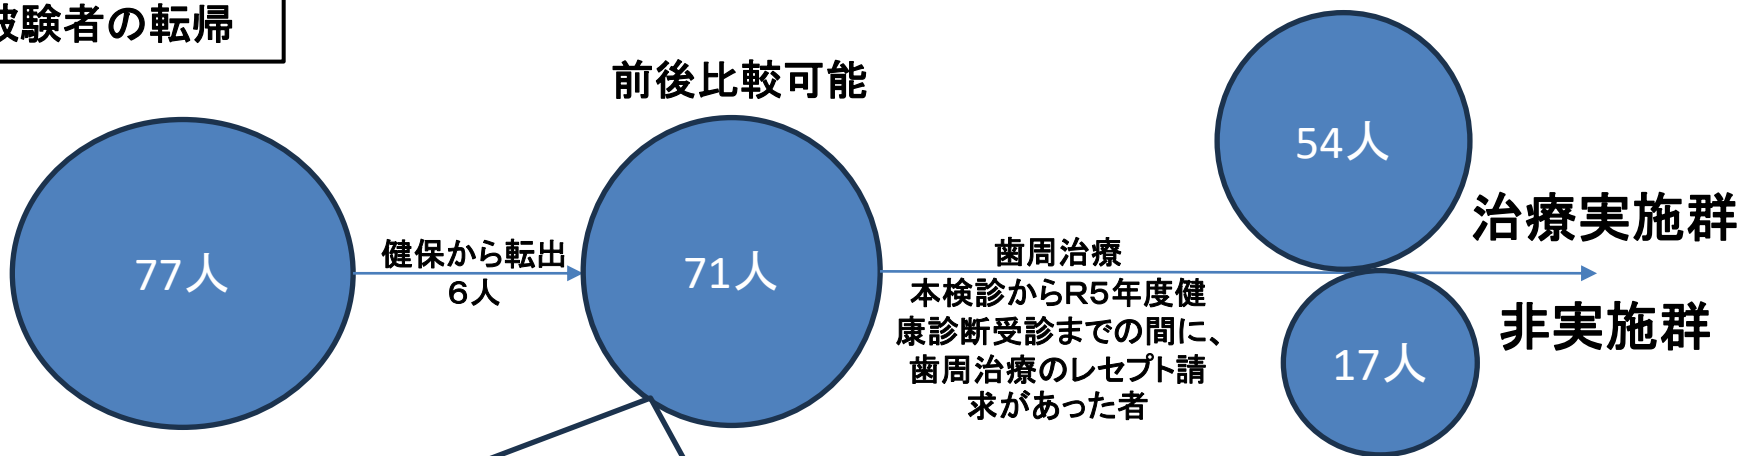 被験者の転帰
前後比較可能
77人
健保から転出
６人
71人
歯周治療
本検診からR5年度健
康診断受診までの間に、
歯周治療のレセプト請
求があった者
54人
治療実施群
非実施群
17人